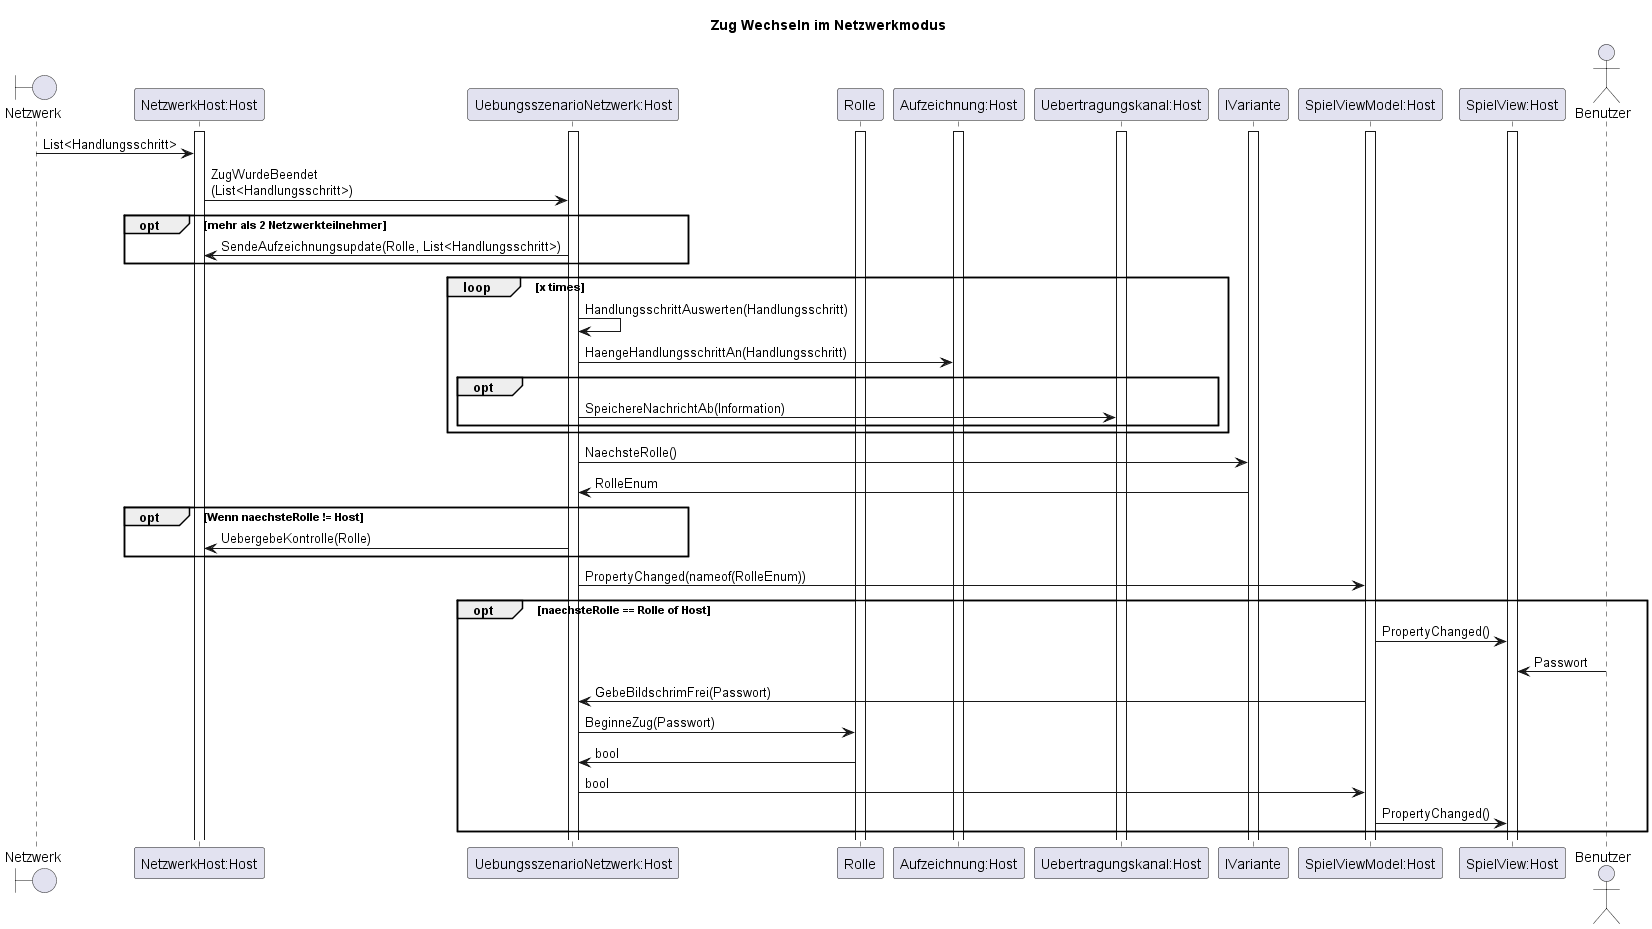 Zug Wechseln im Netzwerkmodus
Netzwerk
NetzwerkHost:Host
UebungsszenarioNetzwerk:Host
Rolle
Aufzeichnung:Host
Uebertragungskanal:Host
IVariante
SpielViewModel:Host
SpielView:Host
Benutzer
List<Handlungsschritt>
ZugWurdeBeendet
(List<Handlungsschritt>)
opt [mehr als 2 Netzwerkteilnehmer]
SendeAufzeichnungsupdate(Rolle, List<Handlungsschritt>)
loop [x times]
HandlungsschrittAuswerten(Handlungsschritt)
HaengeHandlungsschrittAn(Handlungsschritt)
opt
SpeichereNachrichtAb(Information)
NaechsteRolle()
RolleEnum
opt [Wenn naechsteRolle != Host]
UebergebeKontrolle(Rolle)
PropertyChanged(nameof(RolleEnum))
opt [naechsteRolle == Rolle of Host]
PropertyChanged()
Passwort
GebeBildschrimFrei(Passwort)
BeginneZug(Passwort)
bool
bool
PropertyChanged()
Netzwerk
NetzwerkHost:Host
UebungsszenarioNetzwerk:Host
Rolle
Aufzeichnung:Host
Uebertragungskanal:Host
IVariante
SpielViewModel:Host
SpielView:Host
Benutzer